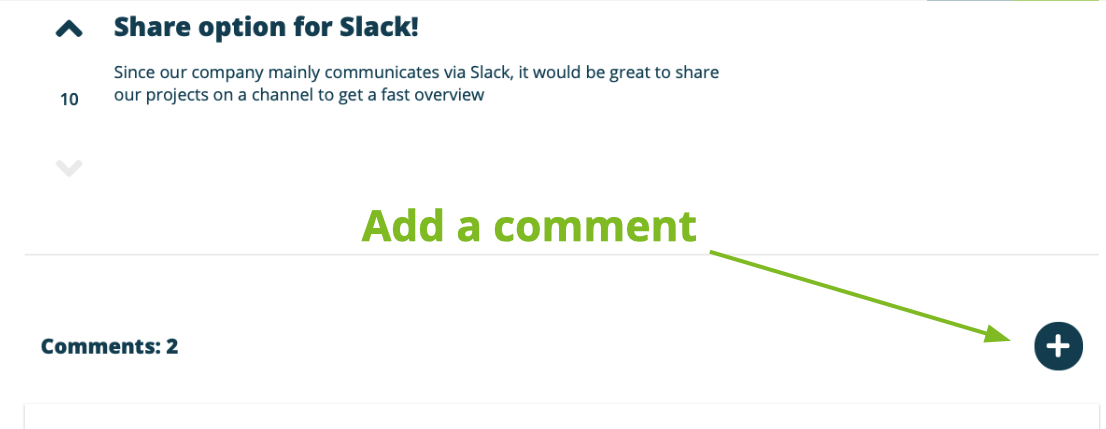 Share option for Slack!
Since our company mainly communicates via Slack, it would be great to share
our projects on a channel to get a fast overview
10
Add a comment
Comments: 2